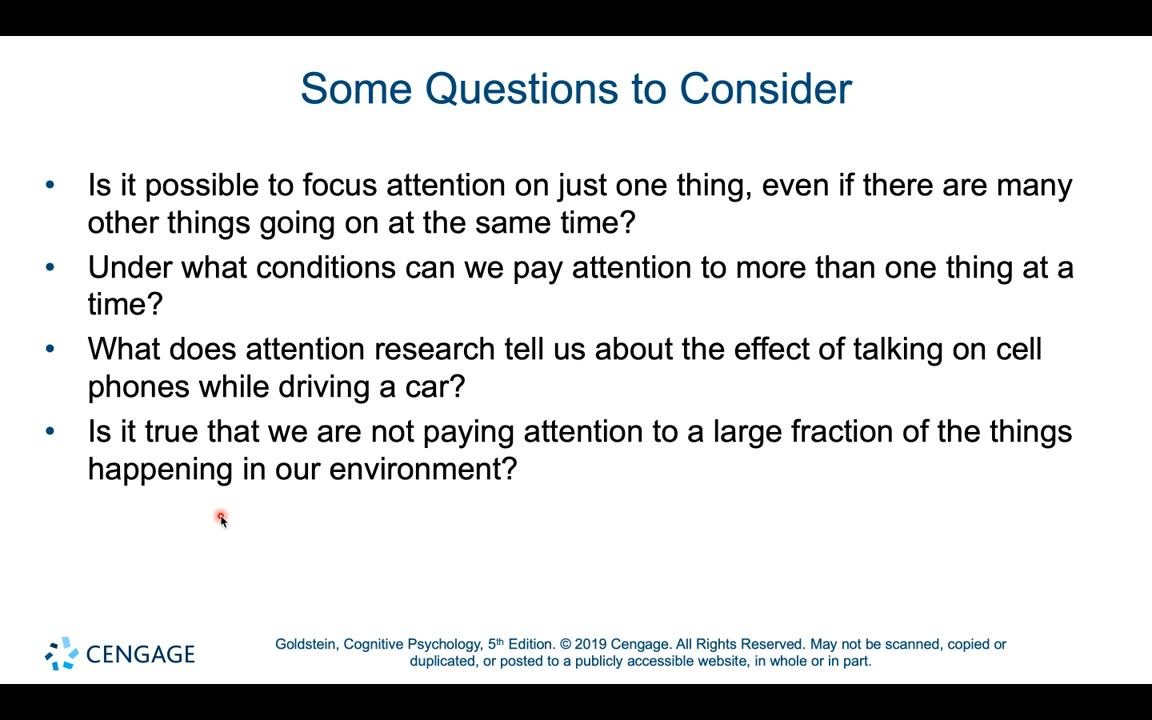 Some Questions to Consider
• Is it possible to focus attention on just one thing, even if there are many
other things going on at the same time?
• Under what conditions can we pay attention to more than one thing at a
time?
• What does attention research tell us about the effect of talking on cell
phones while driving a car?
• Is it true that we are not paying attention to a large fraction of the things
happening in our environment?
CENGAGE
Goldstein, Cognitive Psychology, 5th Edition. © 2019 Cengage. All Rights Reserved. May not be scanned, copied or
duplicated, or posted to a publicly accessible website, in whole or in part.